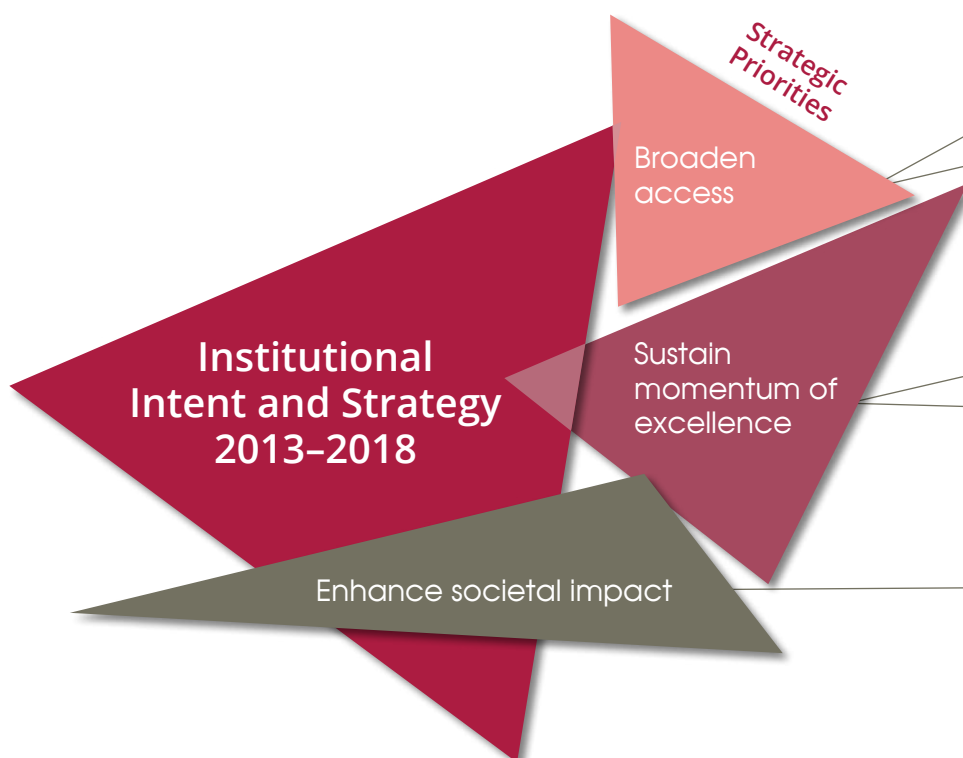 Strategic
Priorities
Broaden
access
Institutional
Intent and Strategy
2013–2018
Sustain
momentum of
excellence
Enhance societal impact